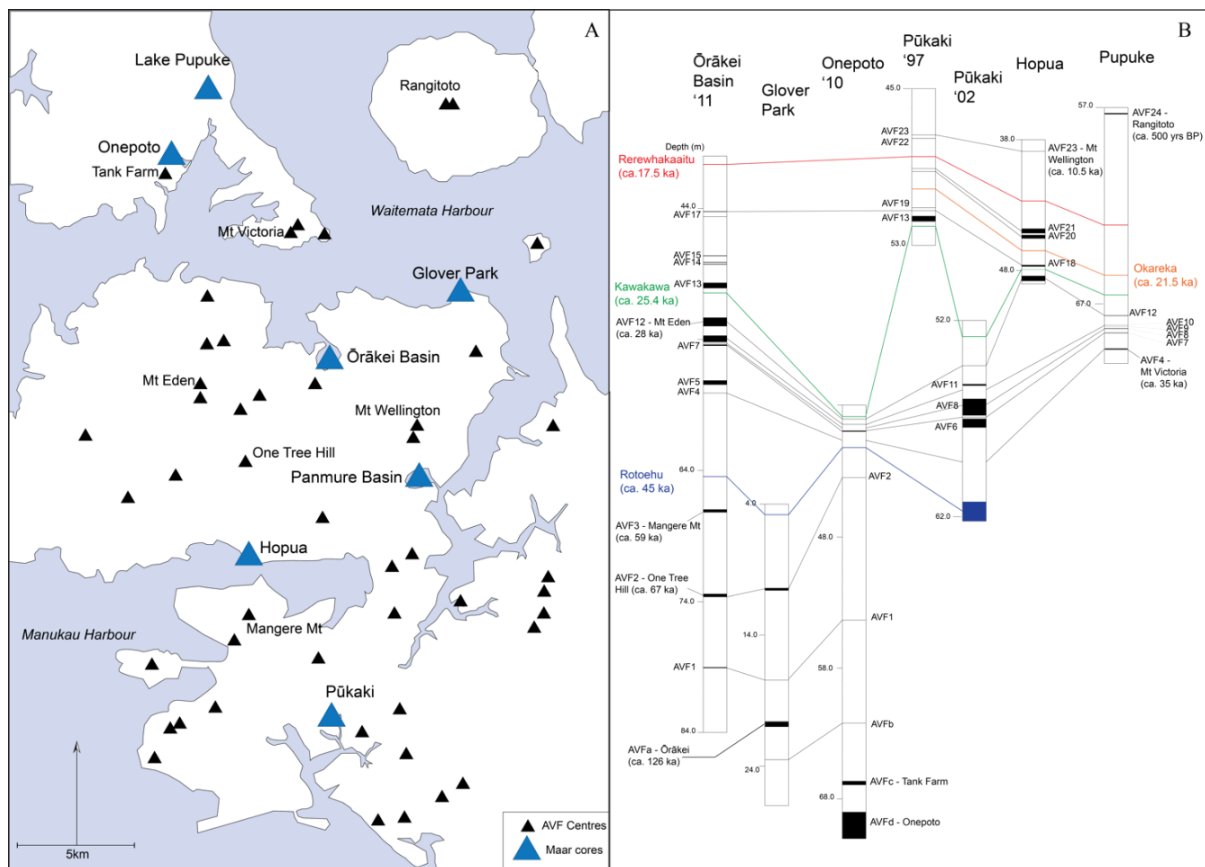 A
Lake Pupuke
Rangitoto
Onepoto
Tank Farm
Waitemata Harbour
Mt Victoria
Glover Park
Ōrākei Basin
Mt Eden
Mt Wellington
One Tree Hill
Panmure Basin
Hopua
Mangere Mt
Manukau Harbour
Pūkaki
5km
AVF Centres
Maar cores
B
Ōrākei
Basin
‘11
Glover
Park
Onepoto
‘10
Pūkaki
‘97
Pūkaki
‘02
Hopua
Pupuke
Depth (m)
Rerewhakaaitu
(ca.17.5 ka)
44.0
AVF17
AVF15
AVF14
AVF13
Kawakawa
(ca. 25.4 ka)
AVF12 - Mt Eden
(ca. 28 ka)
AVF7
AVF5
AVF4
64.0
Rotoehu
(ca. 45 ka)
AVF3 - Mangere Mt
(ca. 59 ka)
AVF2 - One Tree
Hill (ca. 67 ka)
74.0
AVF1
84.0
AVFa - Ōrākei
(ca. 126 ka)
4.0
14.0
24.0
AVF2
48.0
AVF1
58.0
AVFb
AVFc - Tank Farm
68.0
AVFd - Onepoto
45.0
AVF23
AVF22
AVF19
AVF13
53.0
52.0
AVF11
AVF8
AVF6
62.0
38.0
AVF23 - Mt
Wellington
(ca. 10.5 ka)
AVF21
AVF20
AVF18
48.0
57.0
AVF24 -
Rangitoto
(ca. 500 yrs BP)
Okareka
(ca. 21.5 ka)
67.0
AVF12
AVF10
AVF9
AVF8
AVF7
AVF4 -
Mt Victoria
(ca. 35 ka)